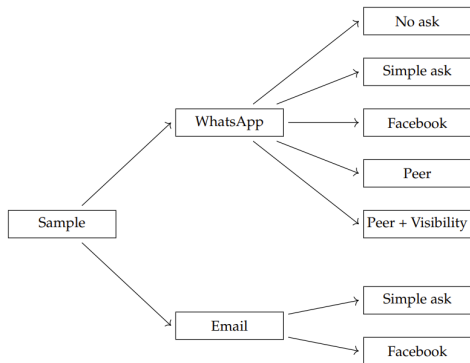 No ask
Simple ask
WhatsApp
Facebook
Peer
Sample
Peer + Visibility
Simple ask
Email
Facebook